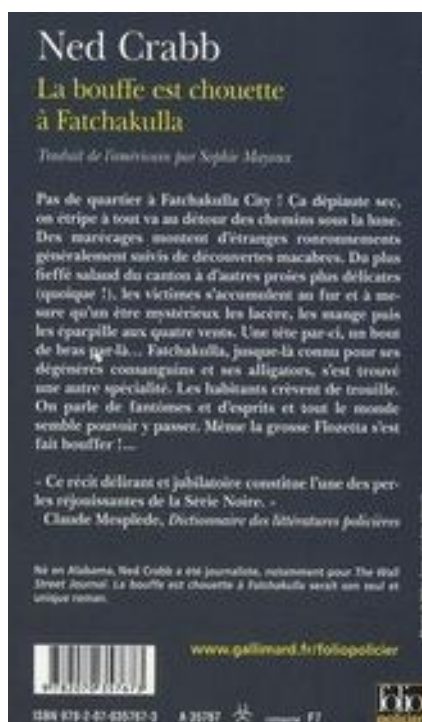 Ned Crabb
La bouffe est chouette
à Fatchakulla
Traduit de l'américain par Sophie Mayoux
Pas de quartier à Fatchakulla City ! Ça dépiaute sec,
on étripe à tout va au détour des chemins sous la lune.
Des marécages montent d'étranges ronronnements
généralement suivis de découvertes macabres. Du plus
fieffé salaud du canton à d'autres proies plus délicates
(quoique !), les victimes s'accumulent au fur et à me-
sure qu'un être mystérieux les lacère, les mange puis
les éparpille aux quatre vents. Une tête par-ci, un bout
de bras par-là... Fatchakulla, jusque-là connu pour ses
dégénérés consanguins et ses alligators, s'est trouvé
une autre spécialité. Les habitants crèvent de trouille.
On parle de fantômes et d'esprits et tout le monde
semble pouvoir y passer. Même la grosse Flozetta s'est
fait bouffer !...
« Ce récit délirant et jubilatoire constitue l'une des per-
les réjouissantes de la Série Noire. »
Claude Mesplède, Dictionnaire des littératures policières
Né en Alabama, Ned Crabb a été journaliste, notamment pour The Wall
Street Journal. La bouffe est chouette à Fatchakulla serait son seul et
unique roman.
www.gallimard.fr/foliopolicier
ISBN 978-2-07-035767-3 A 35767 F7
folio